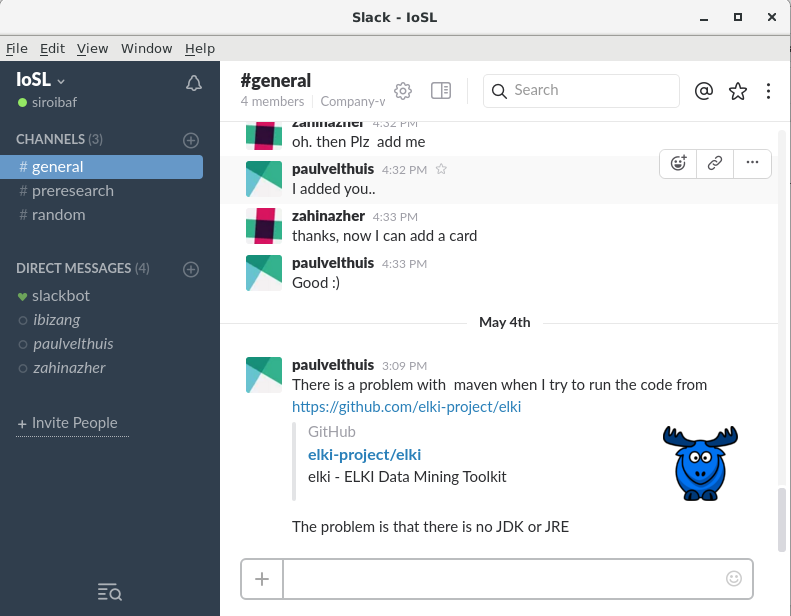 Slack - IoSL
File Edit View Window Help
IoSL
siroibaf
CHANNELS (3)
# general
# preresearch
# random
DIRECT MESSAGES (4)
slackbot
ibizang
paulvelthuis
zahinazher
+ Invite People
#general
4 members | Company-w
Search
zahinazher 4:32 PM
oh. then Plz add me
paulvelthuis 4:32 PM
I added you..
zahinazher 4:33 PM
thanks, now I can add a card
paulvelthuis 4:33 PM
Good :)
May 4th
paulvelthuis 3:09 PM
There is a problem with maven when I try to run the code from
https://github.com/elki-project/elki
GitHub
elki-project/elki
elki - ELKI Data Mining Toolkit
The problem is that there is no JDK or JRE